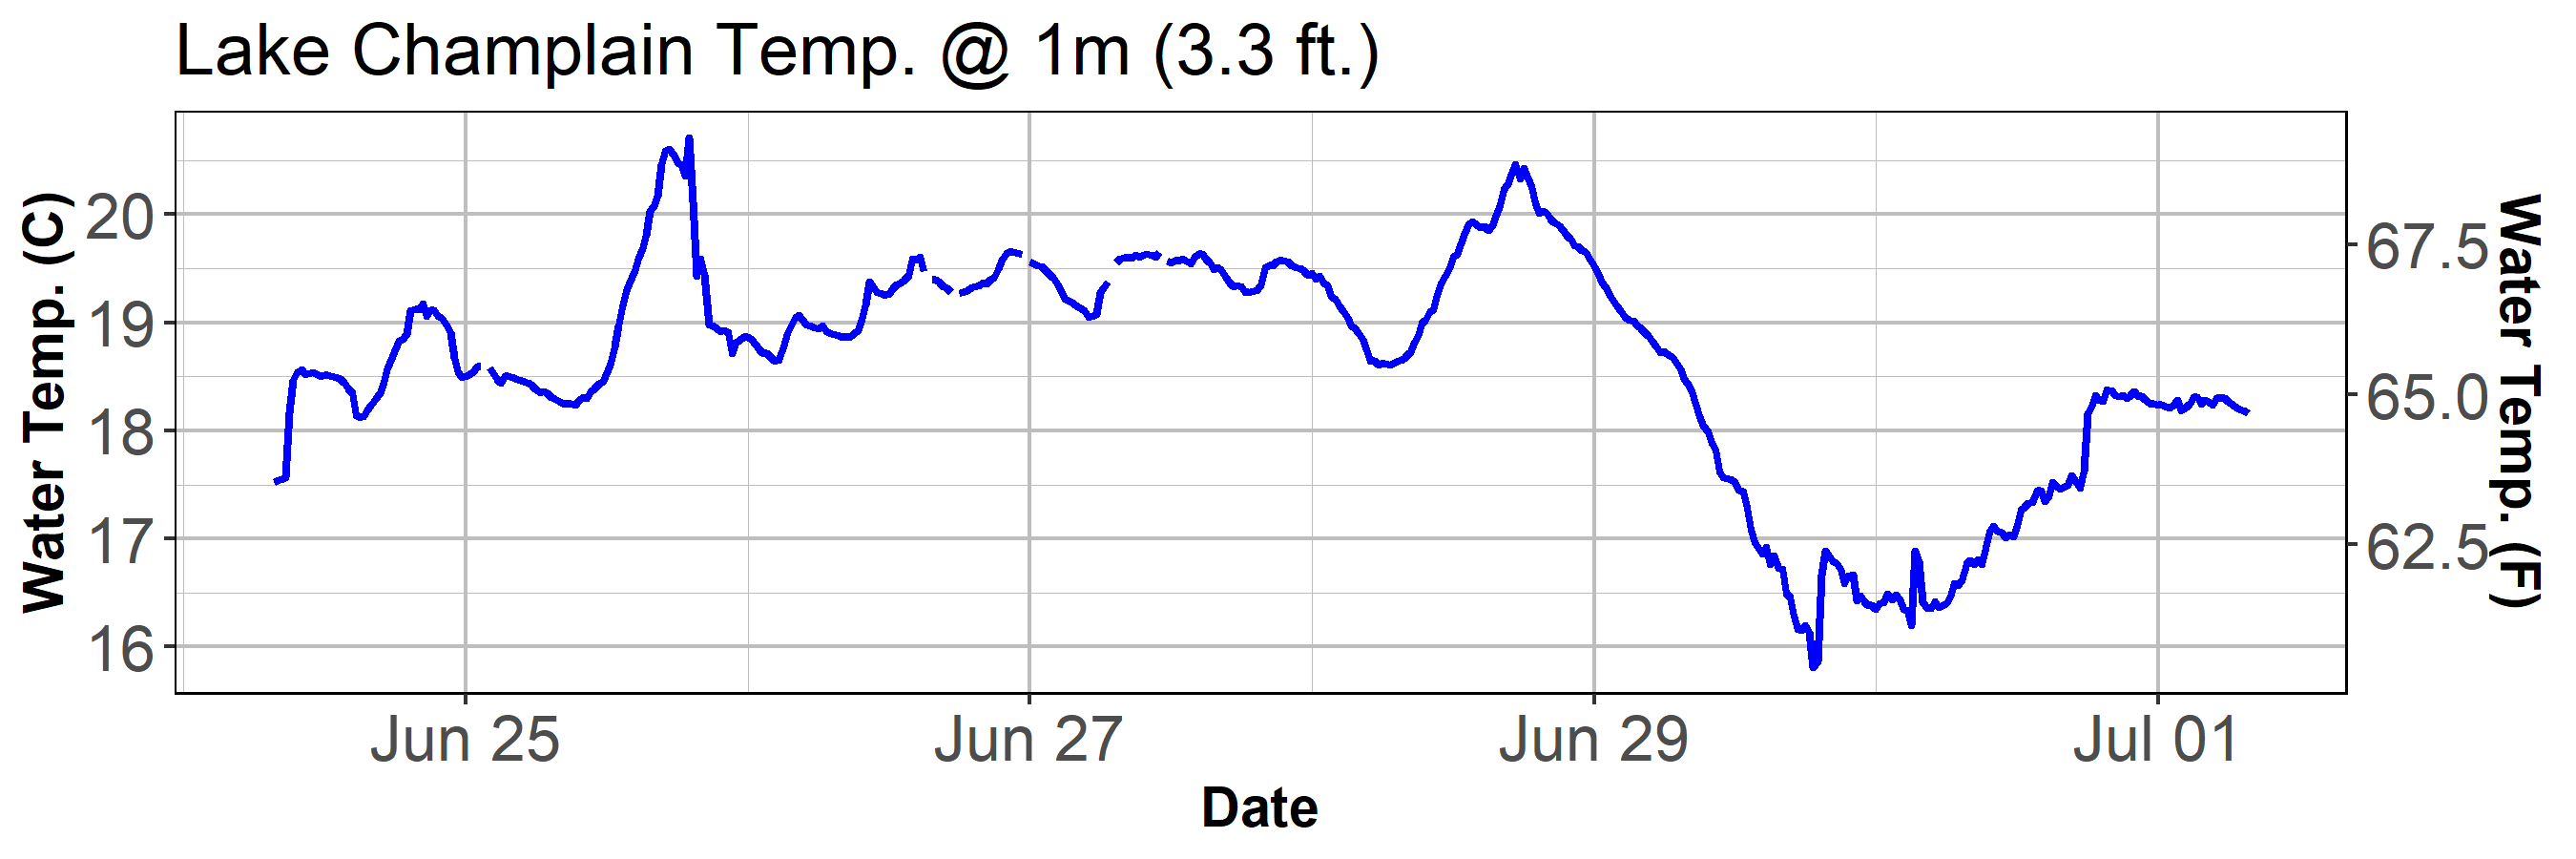 Lake Champlain Temp. @ 1m (3.3 ft.)
Water Temp. (C)
20
19
18
17
16
67.5
65.0
62.5
Water Temp. (F)
Jun 25
Jun 27
Jun 29
Jul 01
Date